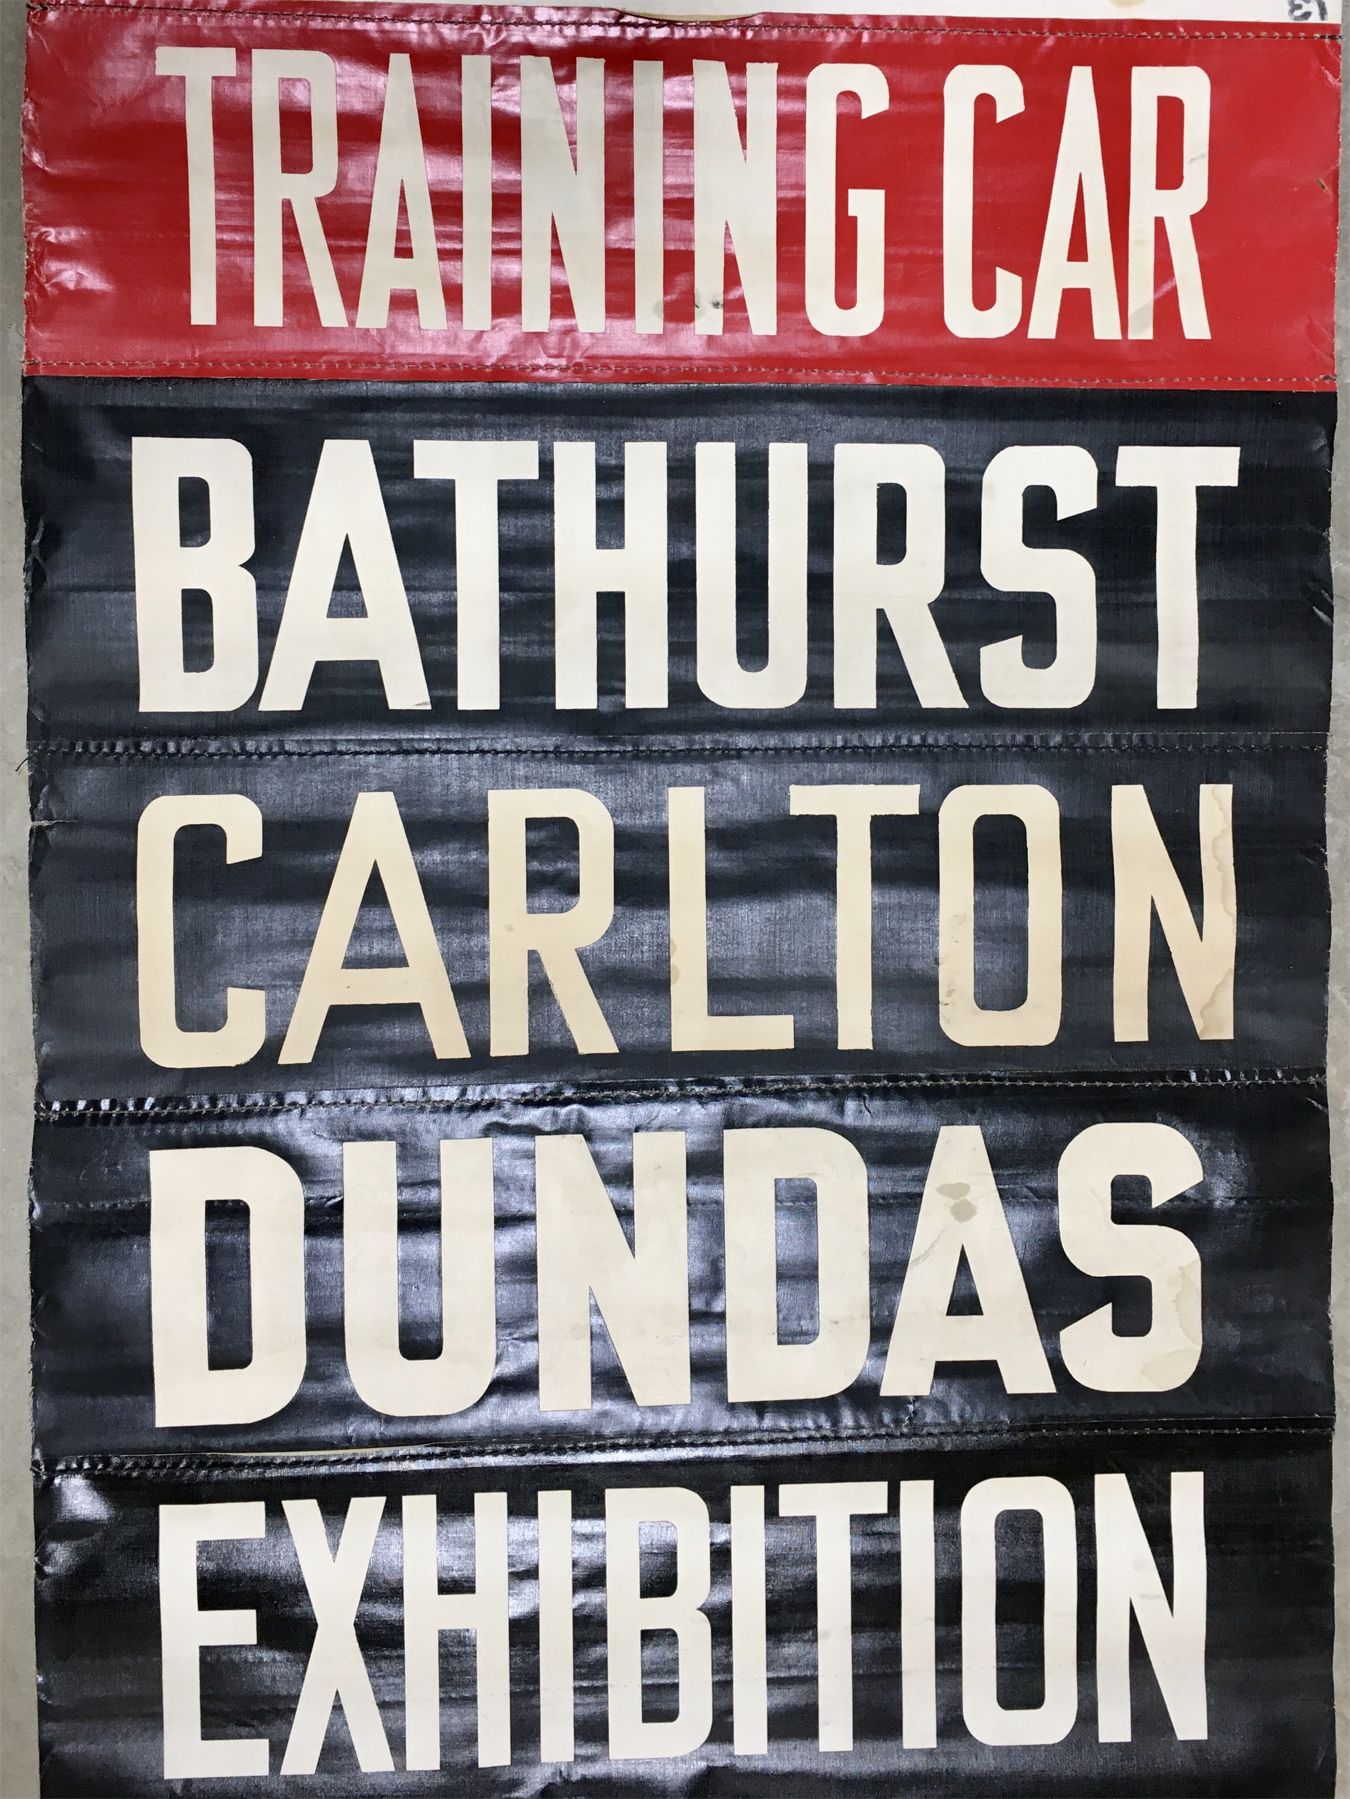 TRAINING CAR
BATHURST
CARLTON
DUNDAS
EXHIBITION